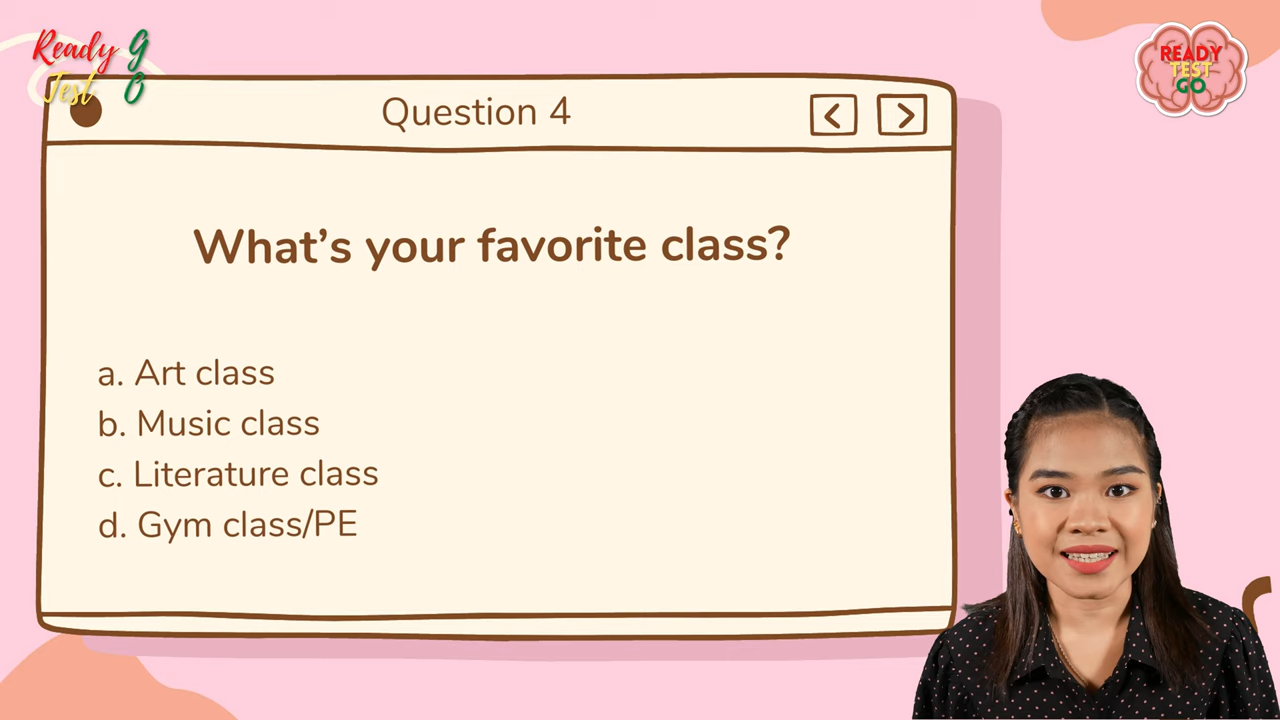 Ready G
Test O
READY
TEST
GO
Question 4
What's your favorite class?
a. Art class
b. Music class
c. Literature class
d. Gym class/PE